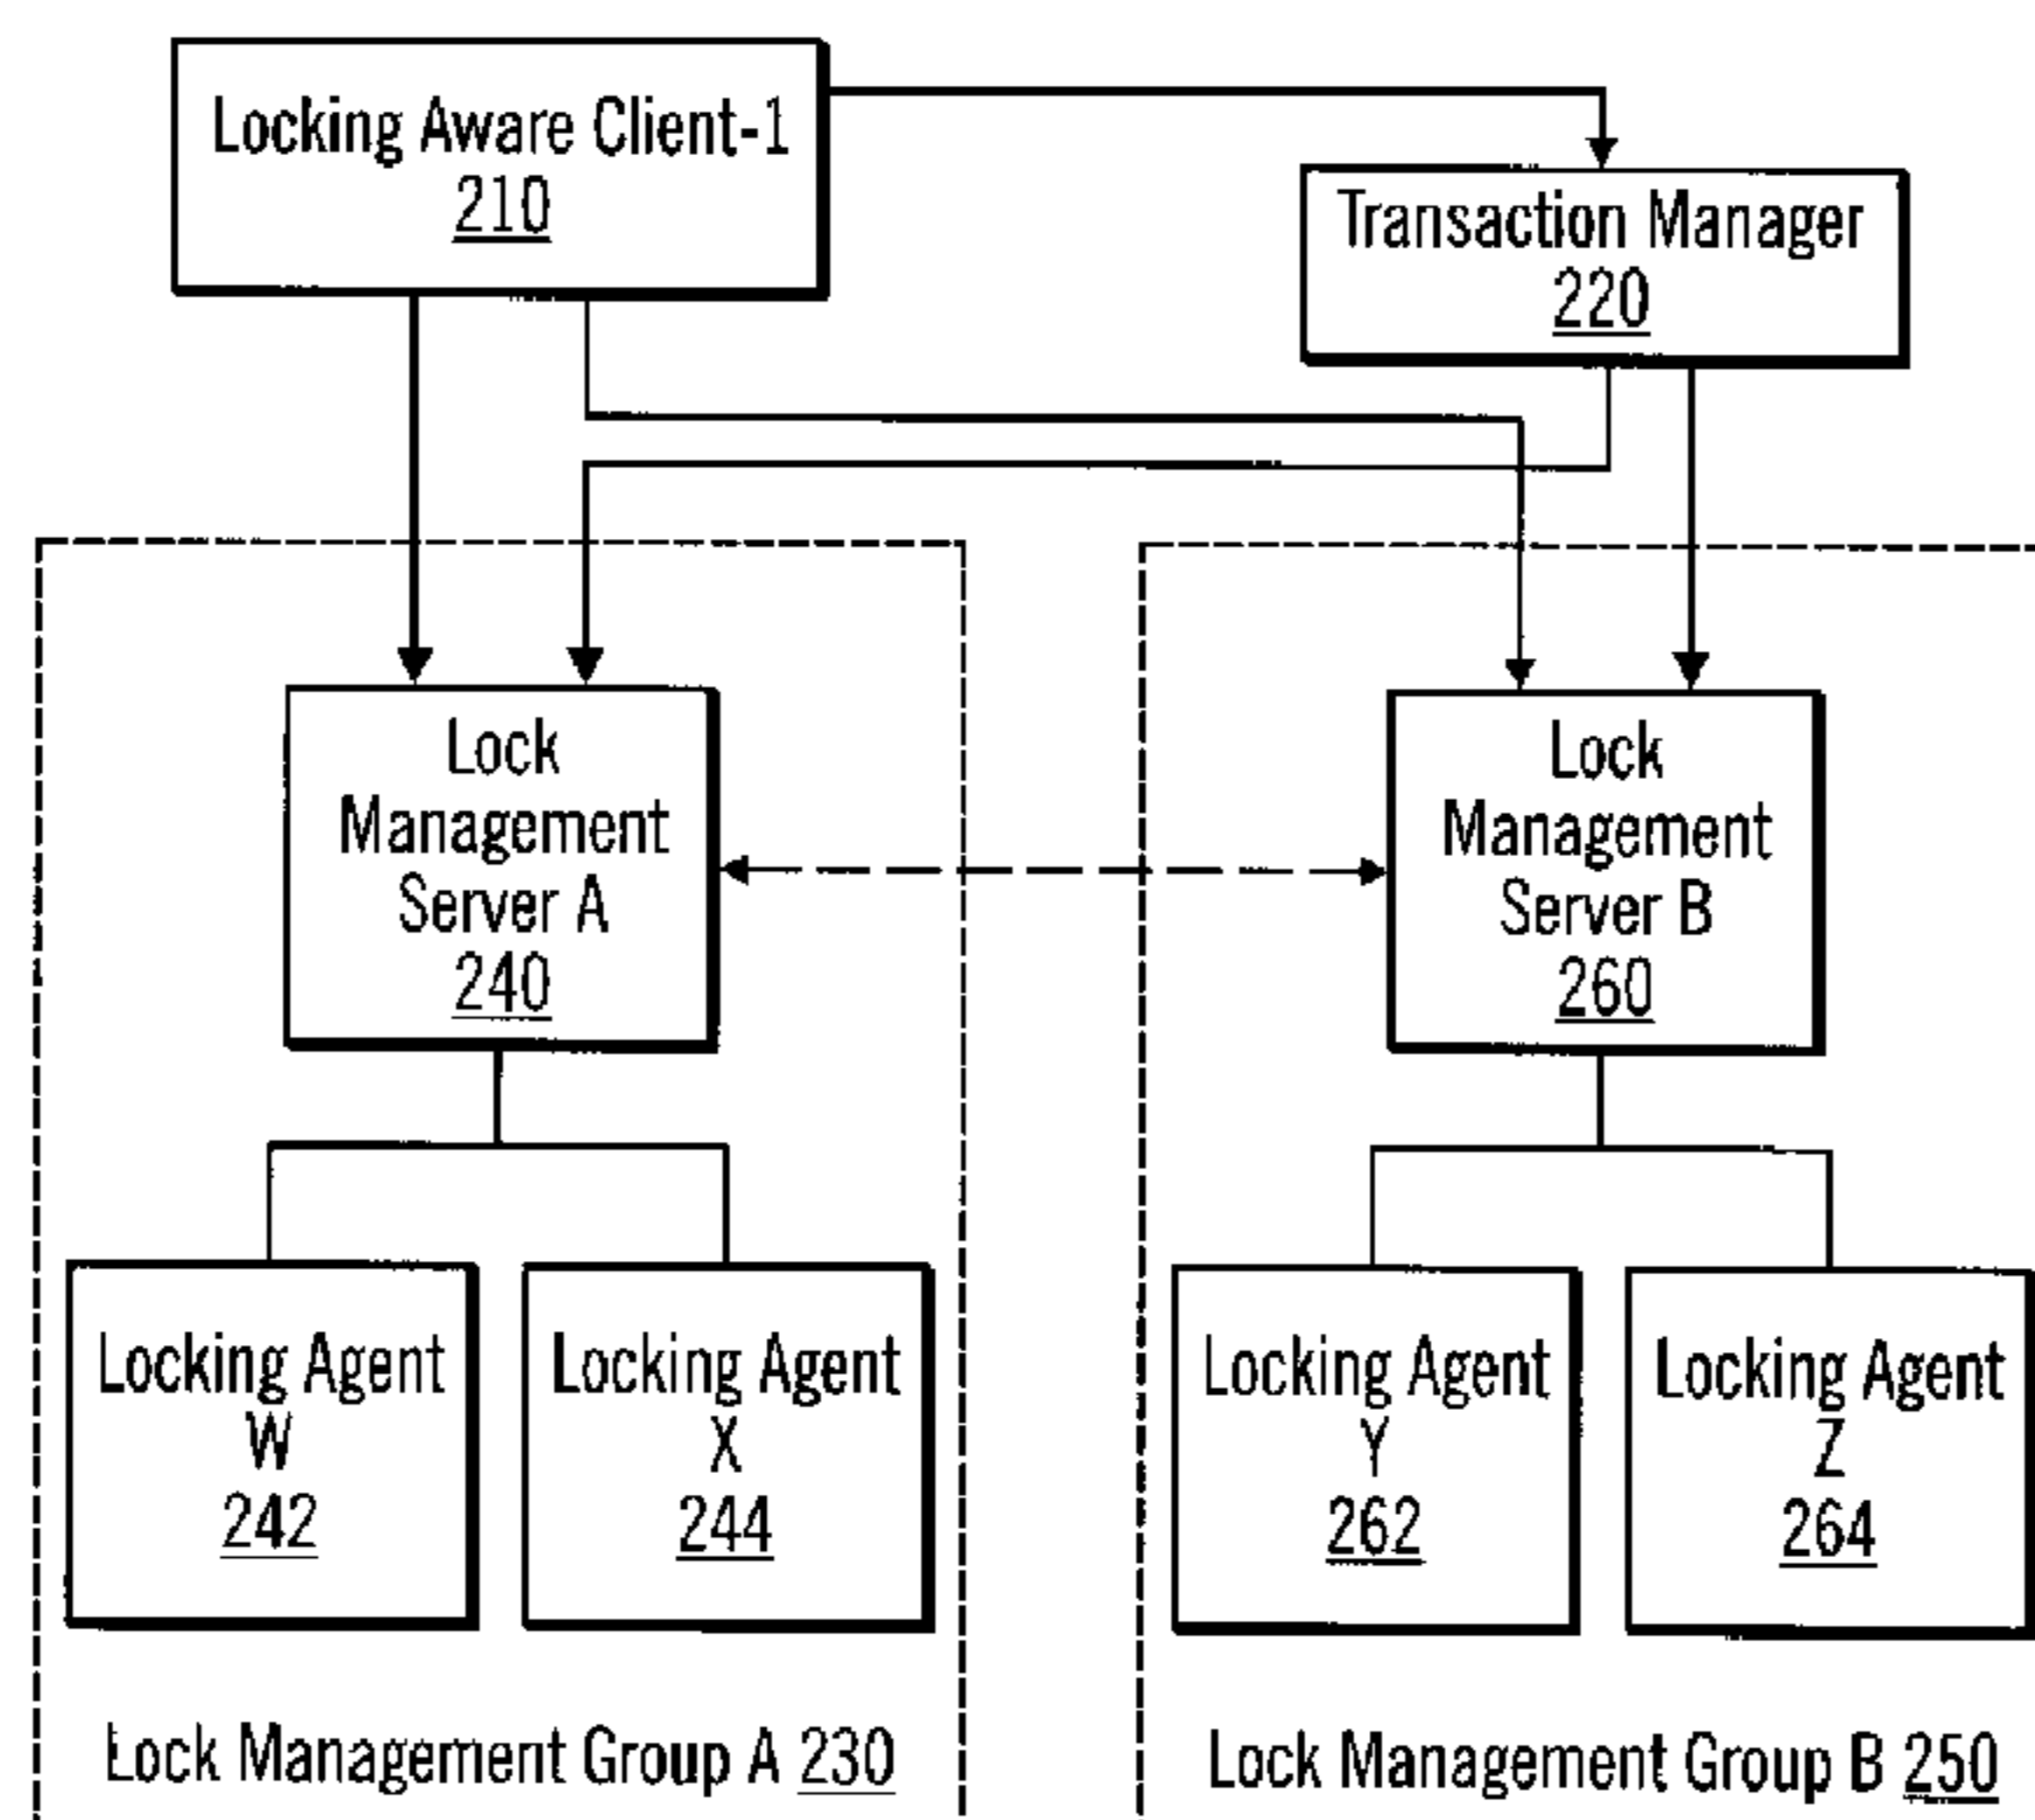 Locking Aware Client-1
210
Transaction Manager
220
Lock
Management
Server A
240
Lock
Management
Server B
260
Locking Agent
W
242
Locking Agent
X
244
Locking Agent
Y
262
Locking Agent
Z
264
Lock Management Group A 230
Lock Management Group B 250